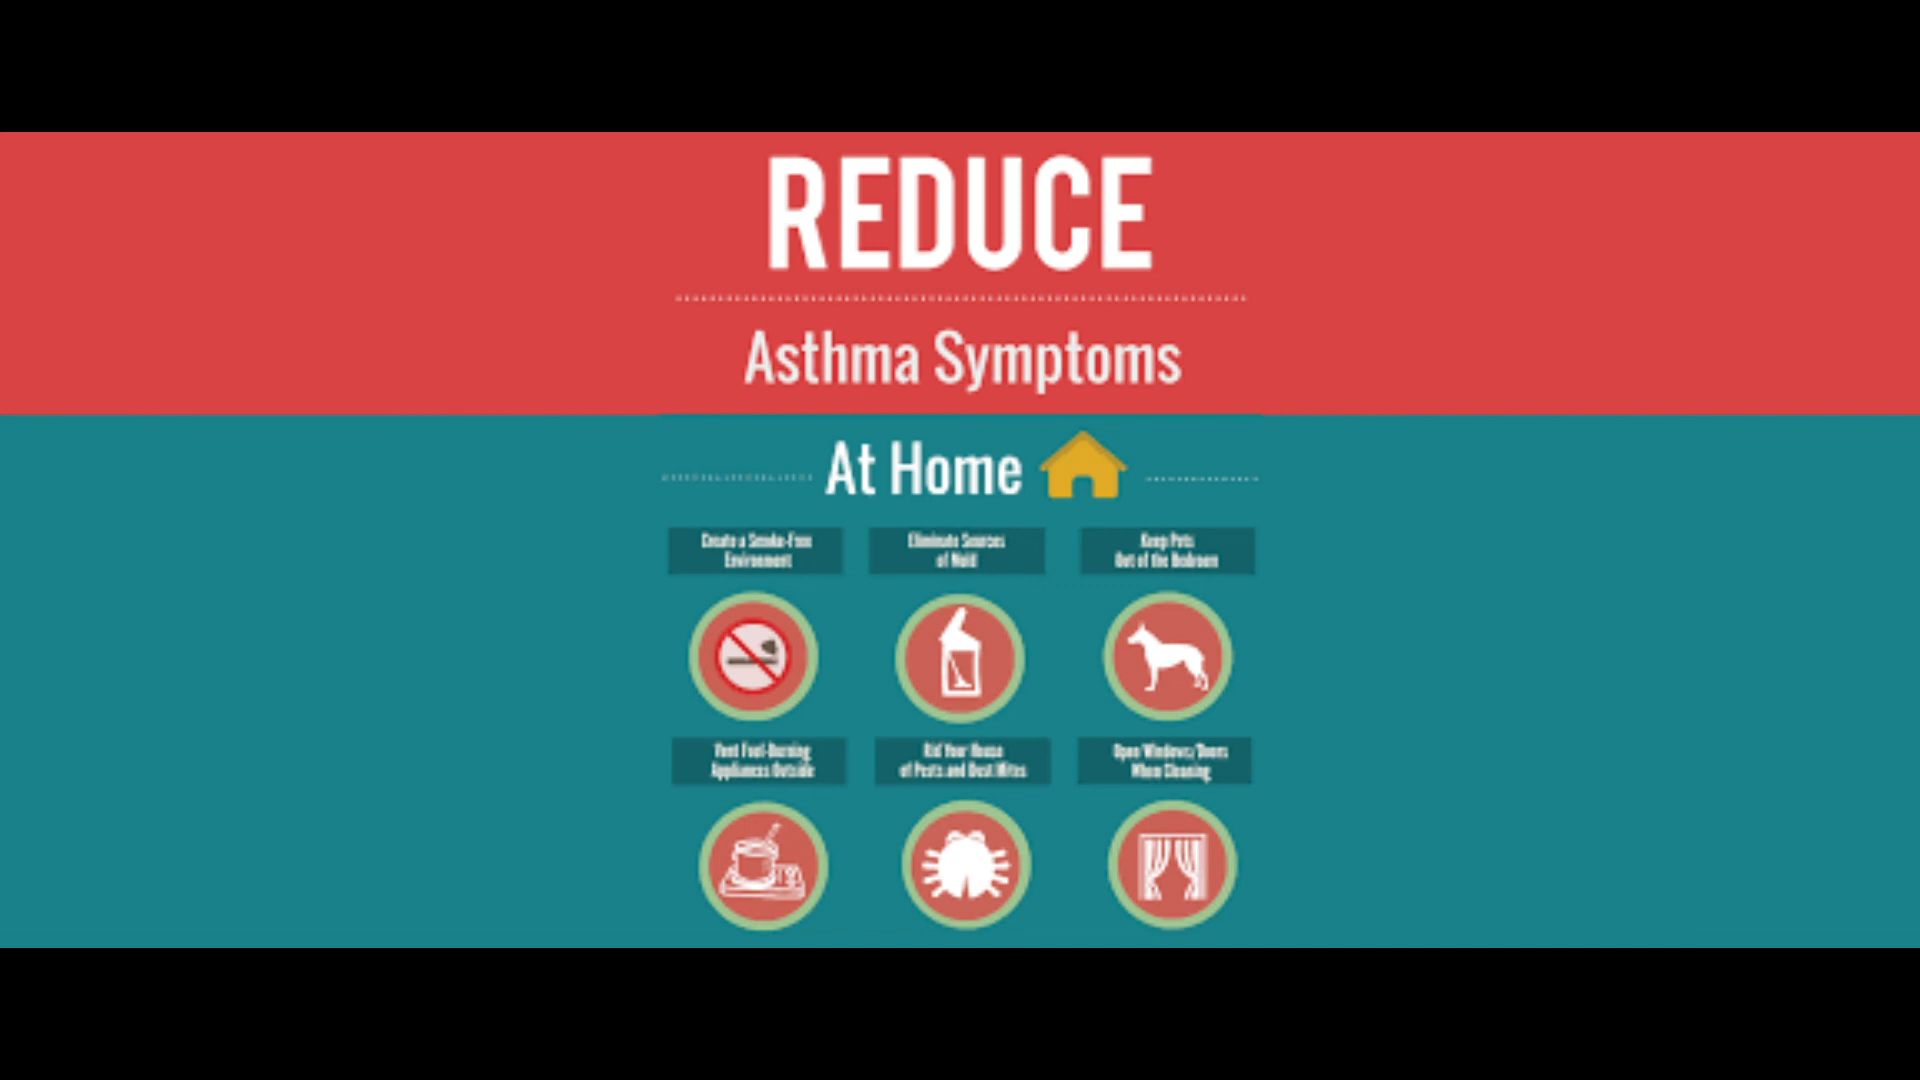 REDUCE
Asthma Symptoms
At Home
Create a Smoke-Free
Environment
Eliminate Sources
of Mold
Keep Pets
Out of the Bedroom
Vent Fuel-Burning
Appliances Outside
Rid Your House
of Pests and Dust Mites
Open Windows/Doors
When Cleaning